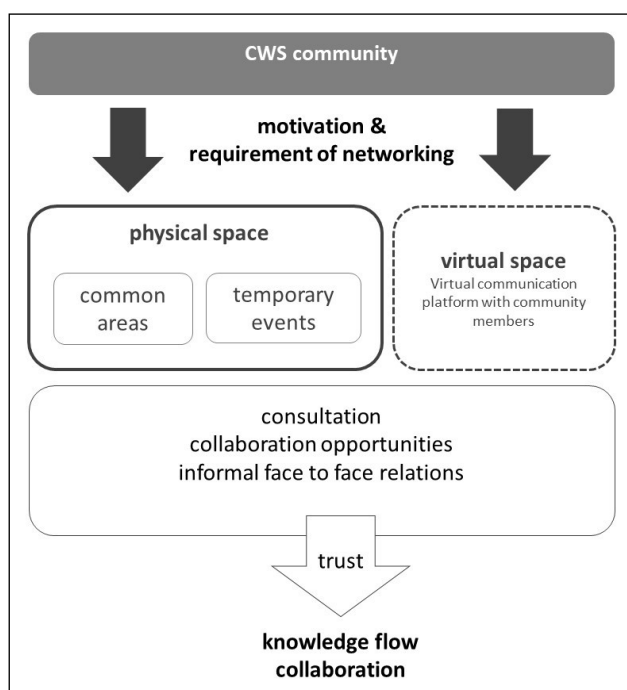 CWS community
motivation &
requirement of networking
physical space
common
areas
temporary
events
virtual space
Virtual communication
platform with community
members
consultation
collaboration opportunities
informal face to face relations
trust
knowledge flow
collaboration